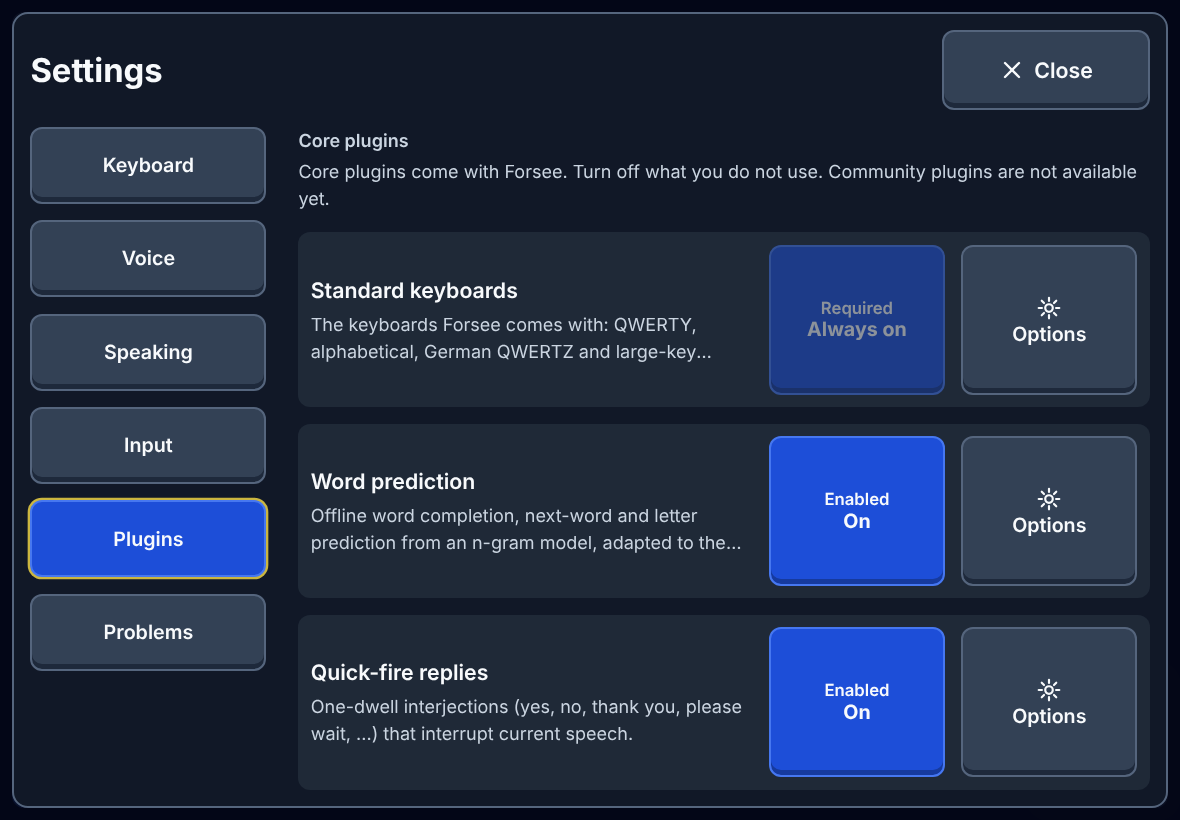 Settings
Close
Keyboard
Voice
Speaking
Input
Plugins
Problems
Core plugins
Core plugins come with Forsee. Turn off what you do not use. Community plugins are not available
yet.
Standard keyboards
The keyboards Forsee comes with: QWERTY,
alphabetical, German QWERTZ and large-key...
Required
Always on
Options
Word prediction
Offline word completion, next-word and letter
prediction from an n-gram model, adapted to the...
Enabled
On
Options
Quick-fire replies
One-dwell interjections (yes, no, thank you, please
wait, ...) that interrupt current speech.
Enabled
On
Options